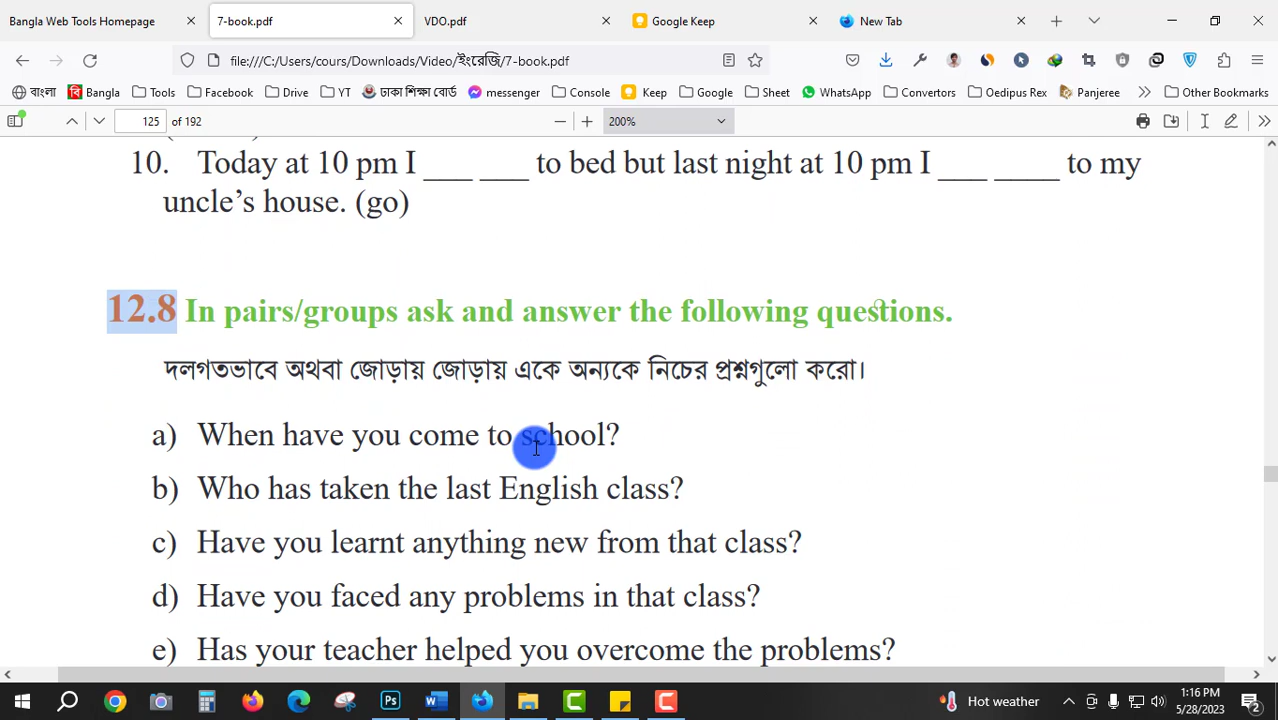 Bangla Web Tools Homepage
7-book.pdf
VDO.pdf
Google Keep
New Tab
file:///C:/Users/cours/Downloads/Video/ইংরেজি/7-book.pdf
বাংলা Bangla Tools Facebook Drive YT ঢাকা শিক্ষা বোর্ড messenger Console Keep Google Sheet WhatsApp Convertors Oedipus Rex Panjeree Other Bookmarks
125 of 192 200%
10. Today at 10 pm I ___ ___ to bed but last night at 10 pm I ___ ____ to my
uncle's house. (go)
12.8 In pairs/groups ask and answer the following questions.
দলগতভাবে অথবা জোড়ায় জোড়ায় একে অন্যকে নিচের প্রশ্নগুলো করো।
a) When have you come to school?
b) Who has taken the last English class?
c) Have you learnt anything new from that class?
d) Have you faced any problems in that class?
e) Has your teacher helped you overcome the problems?
Hot weather
1:16 PM
5/28/2023